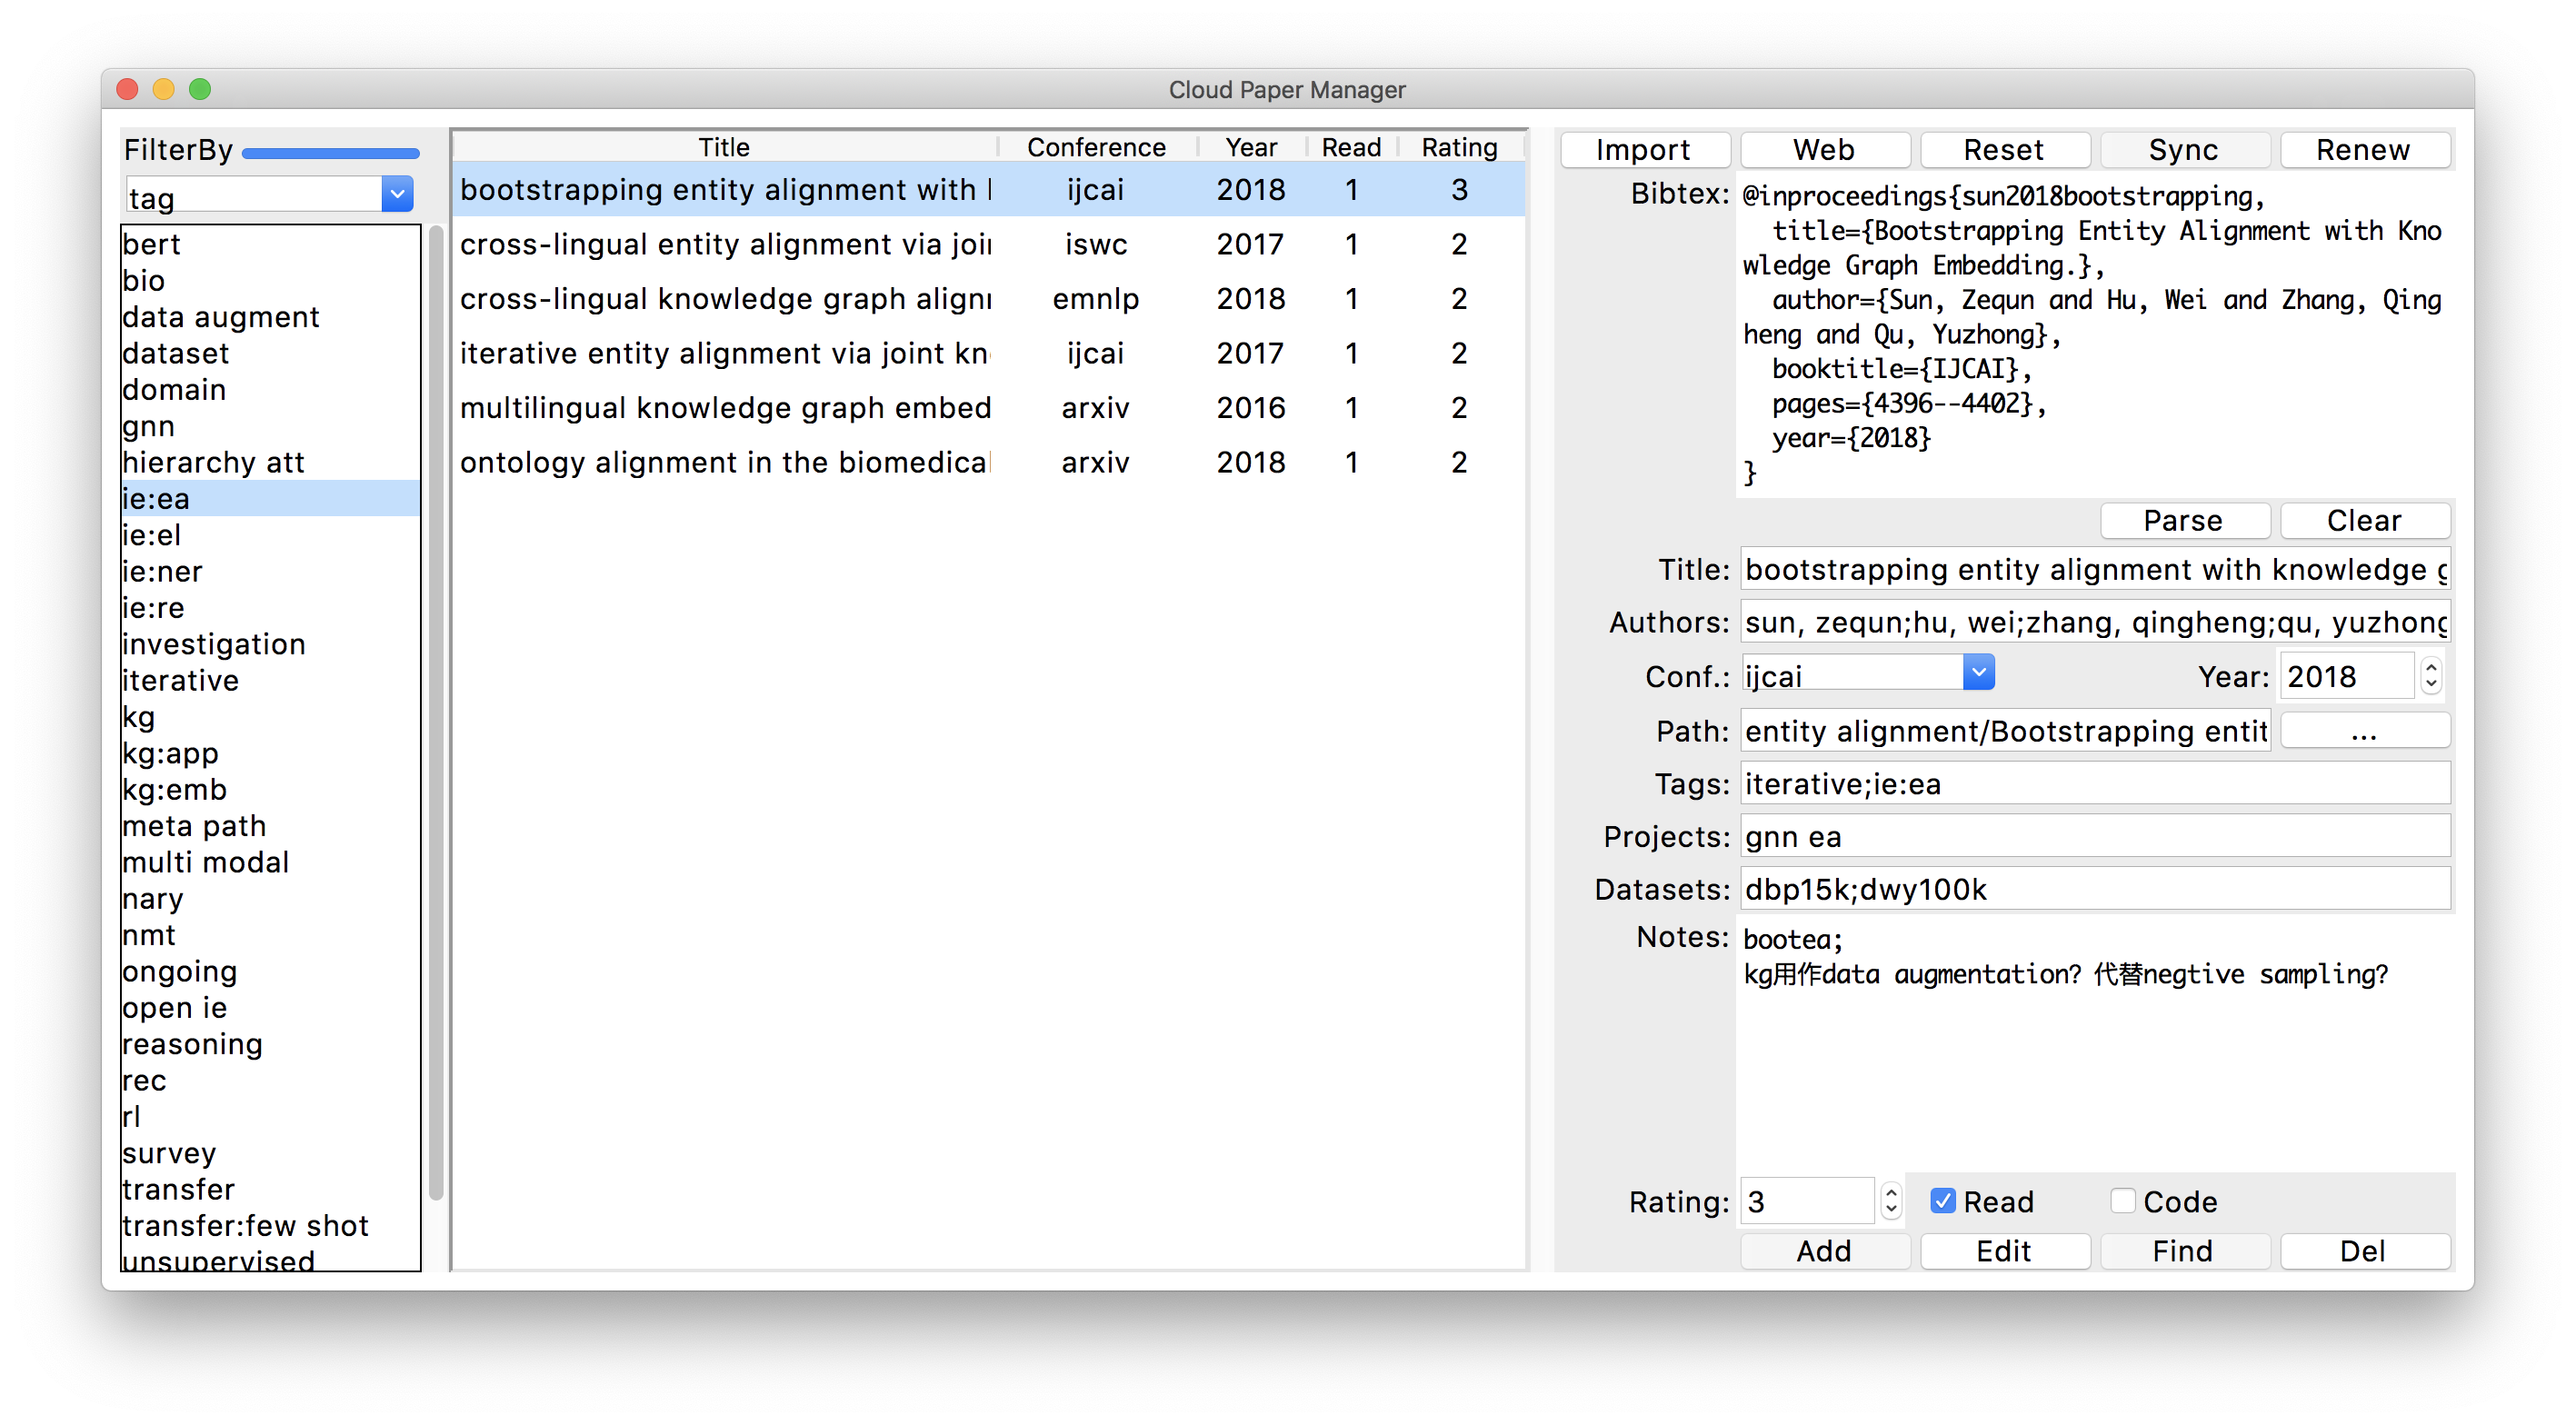 Cloud Paper Manager
FilterBy
tag
bert
bio
data augment
dataset
domain
gnn
hierarchy att
ie:ea
ie:el
ie:ner
ie:re
investigation
iterative
kg
kg:app
kg:emb
meta path
multi modal
nary
nmt
ongoing
open ie
reasoning
rec
rl
survey
transfer
transfer:few shot
unsupervised
Title Conference Year Read Rating
bootstrapping entity alignment with ijcai 2018 1 3
cross-lingual entity alignment via joi iswc 2017 1 2
cross-lingual knowledge graph align emnlp 2018 1 2
iterative entity alignment via joint kn ijcai 2017 1 2
multilingual knowledge graph embed arxiv 2016 1 2
ontology alignment in the biomedical arxiv 2018 1 2
Import Web Reset Sync Renew
Bibtex: @inproceedings{sun2018bootstrapping,
title={Bootstrapping Entity Alignment with Kno
wledge Graph Embedding.},
author={Sun, Zequn and Hu, Wei and Zhang, Qing
heng and Qu, Yuzhong},
booktitle={IJCAI},
pages={4396--4402},
year={2018}
}
Parse Clear
Title: bootstrapping entity alignment with knowledge g
Authors: sun, zequn;hu, wei;zhang, qingheng;qu, yuzhong
Conf.: ijcai Year: 2018
Path: entity alignment/Bootstrapping entit ...
Tags: iterative;ie:ea
Projects: gnn ea
Datasets: dbp15k;dwy100k
Notes: bootea;
kg用作data augmentation? 代替negtive sampling?
Rating: 3 Read Code
Add Edit Find Del